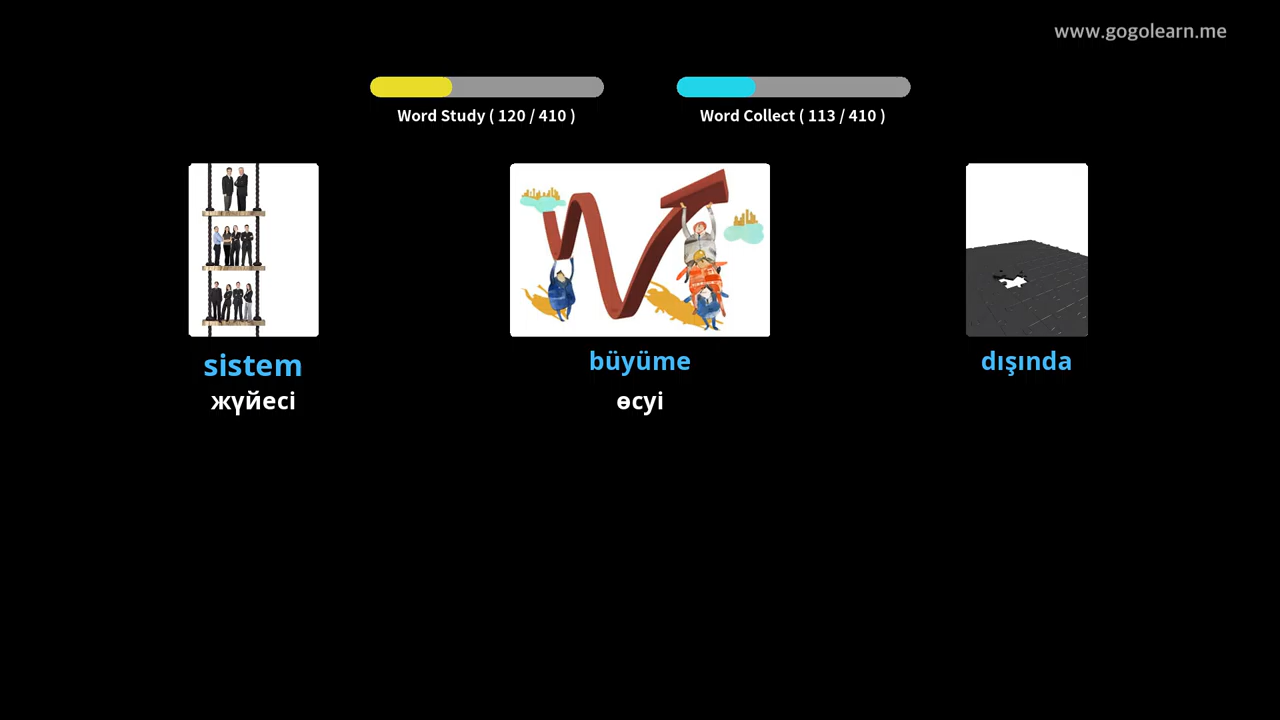 www.gogolearn.me
Word Study ( 120 / 410 )
Word Collect ( 113 / 410 )
sistem
жүйесі
büyüme
өсуі
dışında